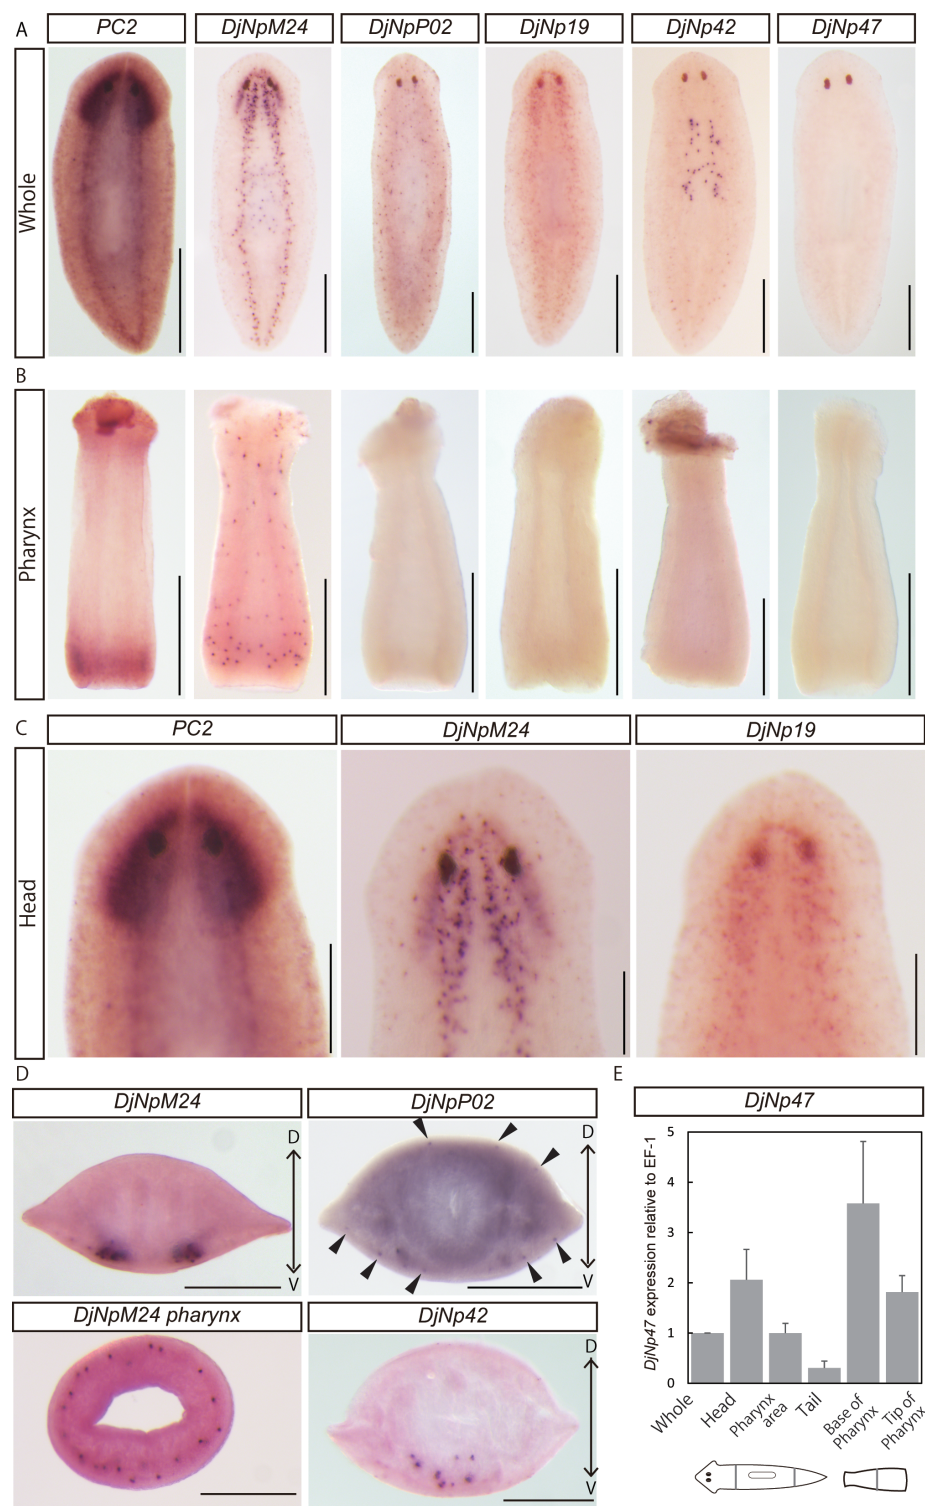 A
PC2 DjNpM24 DjNpP02 DjNp19 DjNp42 DjNp47
Whole
B
Pharynx
C
PC2 DjNpM24 DjNp19
Head
D
DjNpM24 DjNpP02
D
V
D
V
DjNpM24 pharynx DjNp42
D
V
E
DjNp47
DjNp47 expression relative to EF-1
5
4
3
2
1
0
Whole
Head
Pharynx
area
Tail
Base of
Pharynx
Tip of
Pharynx